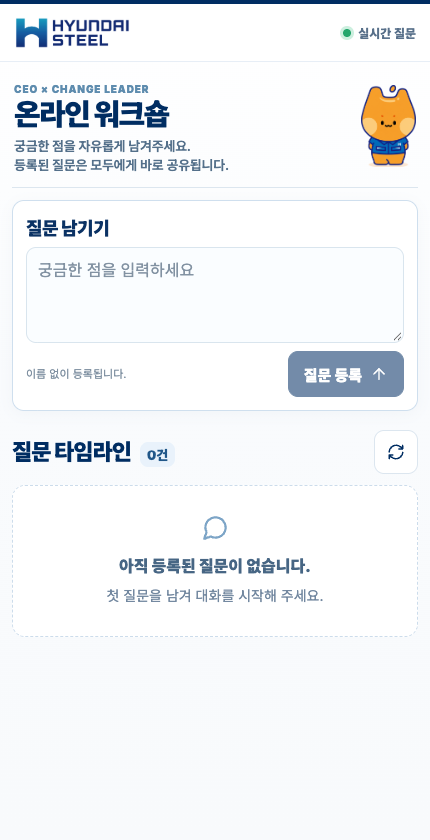 HYUNDAI
STEEL
실시간 질문
CEO × CHANGE LEADER
온라인 워크숍
궁금한 점을 자유롭게 남겨주세요.
등록된 질문은 모두에게 바로 공유됩니다.
질문 남기기
궁금한 점을 입력하세요
이름 없이 등록됩니다.
질문 등록
질문 타임라인 0건
아직 등록된 질문이 없습니다.
첫 질문을 남겨 대화를 시작해 주세요.